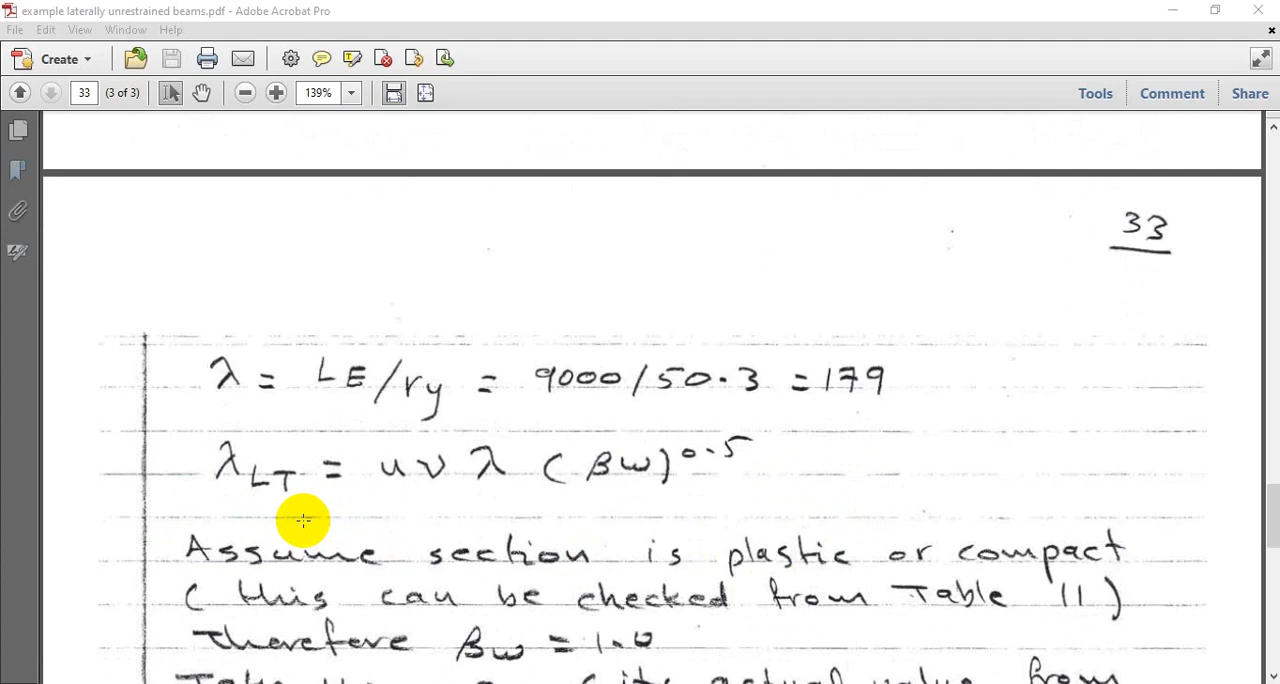 example laterally unrestrained beams.pdf - Adobe Acrobat Pro
File Edit View Window Help
Create
33 (3 of 3) 139% Tools Comment Share
33
λ = LE/ry = 9000/50.3 = 179
λLT = u v λ (βw)^0.5
Assume section is plastic or compact
( this can be checked from Table 11 )
Therefore βw = 1.0